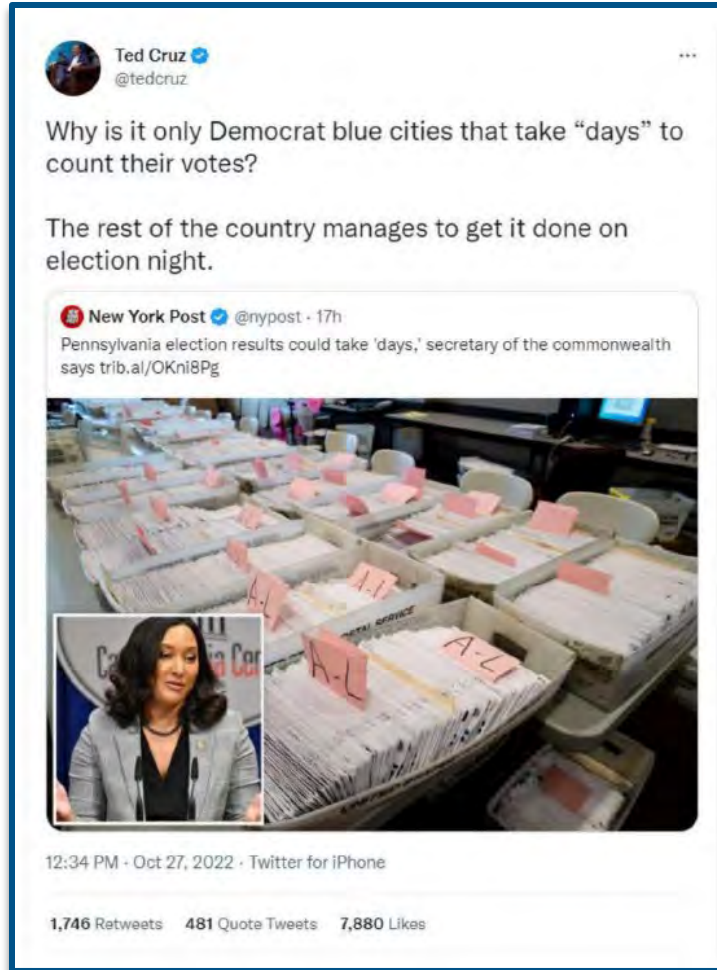 Ted Cruz
@tedcruz
Why is it only Democrat blue cities that take “days” to
count their votes?
The rest of the country manages to get it done on
election night.
New York Post @nypost · 17h
Pennsylvania election results could take 'days,' secretary of the commonwealth
says trib.al/OKni8Pg
A-L
A-L
A-L
A-L
12:34 PM · Oct 27, 2022 · Twitter for iPhone
1,746 Retweets 481 Quote Tweets 7,880 Likes